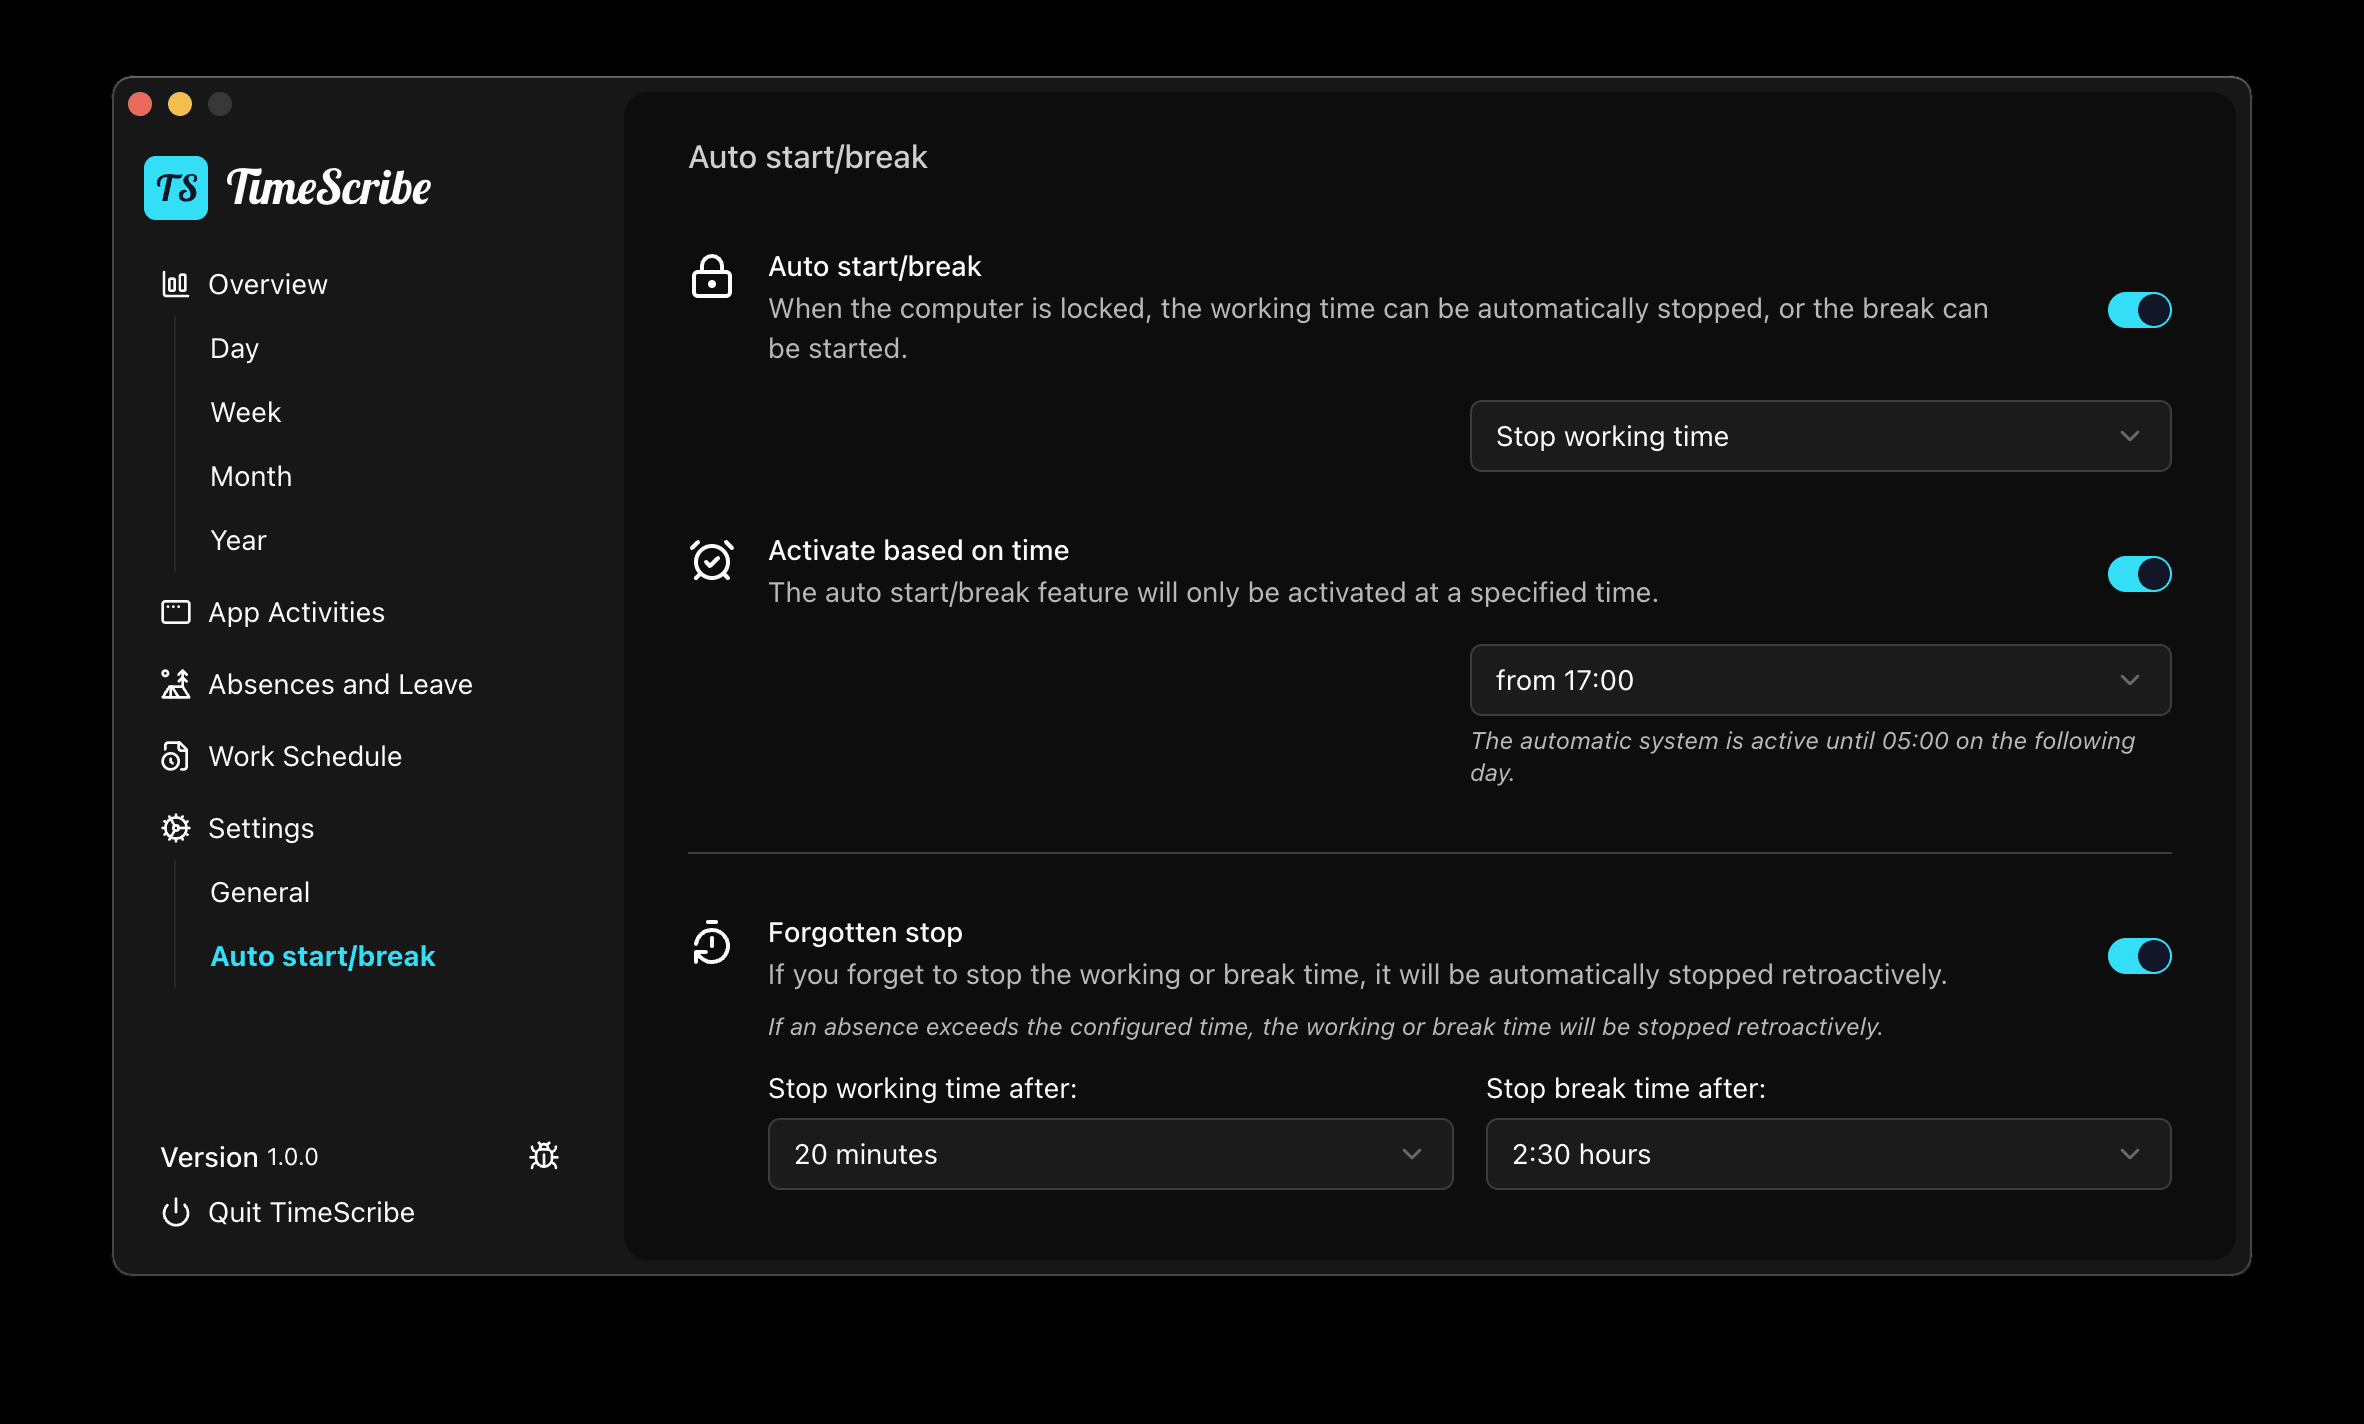 TS TimeScribe
Overview
Day
Week
Month
Year
App Activities
Absences and Leave
Work Schedule
Settings
General
Auto start/break
Version 1.0.0
Quit TimeScribe
Auto start/break
Auto start/break
When the computer is locked, the working time can be automatically stopped, or the break can
be started.
Stop working time
Activate based on time
The auto start/break feature will only be activated at a specified time.
from 17:00
The automatic system is active until 05:00 on the following
day.
Forgotten stop
If you forget to stop the working or break time, it will be automatically stopped retroactively.
If an absence exceeds the configured time, the working or break time will be stopped retroactively.
Stop working time after:
20 minutes
Stop break time after:
2:30 hours